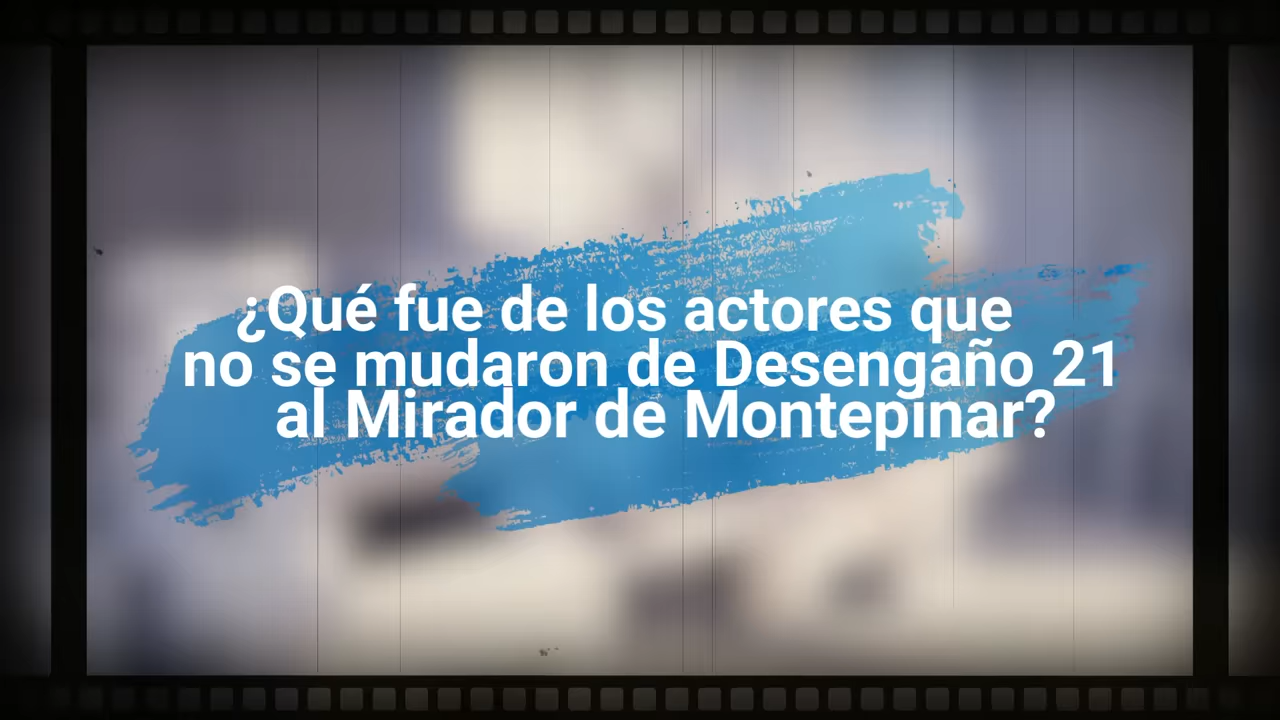 ¿Qué fue de los actores que
no se mudaron de Desengaño 21
al Mirador de Montepinar?